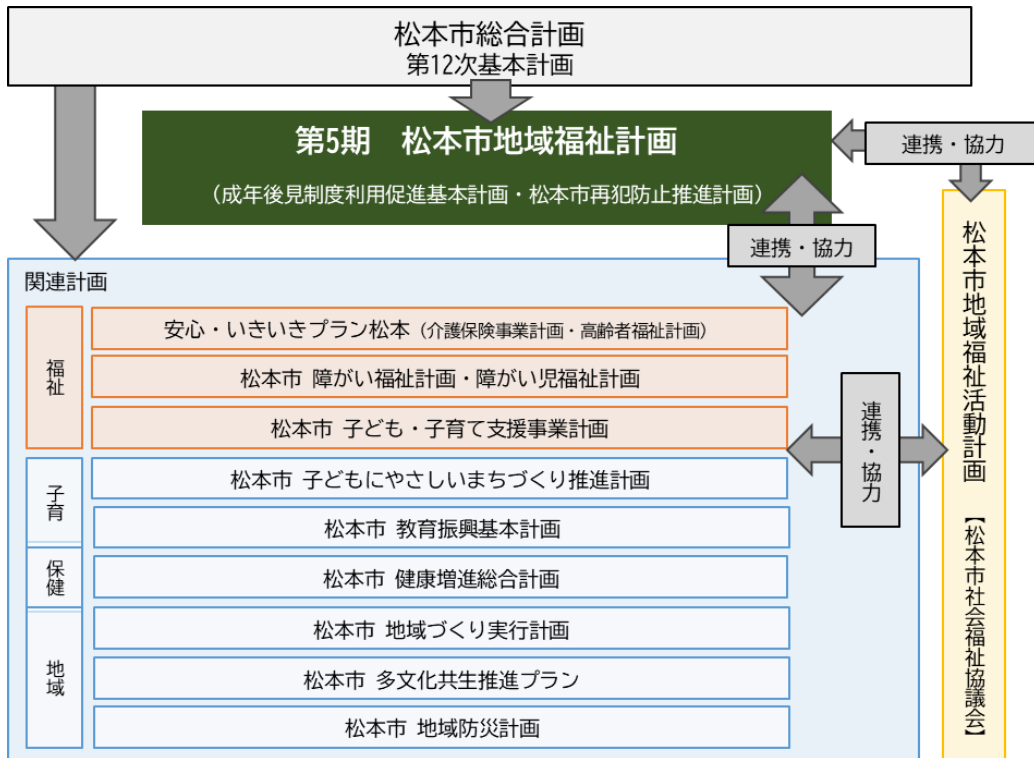 松本市総合計画
第12次基本計画
第5期　松本市地域福祉計画
（成年後見制度利用促進基本計画・松本市再犯防止推進計画）
連携・協力
連携・協力
関連計画
福祉
安心・いきいきプラン松本（介護保険事業計画・高齢者福祉計画）
松本市 障がい福祉計画・障がい児福祉計画
松本市 子ども・子育て支援事業計画
子育
松本市 子どもにやさしいまちづくり推進計画
松本市 教育振興基本計画
保健
松本市 健康増進総合計画
地域
松本市 地域づくり実行計画
松本市 多文化共生推進プラン
松本市 地域防災計画
連携・協力
松本市地域福祉活動計画　【松本市社会福祉協議会】